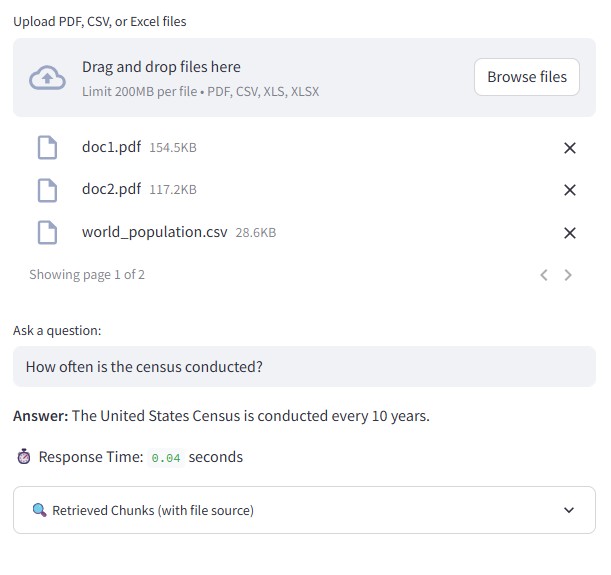 Upload PDF, CSV, or Excel files
Drag and drop files here
Browse files
Limit 200MB per file • PDF, CSV, XLS, XLSX
doc1.pdf 154.5KB
doc2.pdf 117.2KB
world_population.csv 28.6KB
Showing page 1 of 2
Ask a question:
How often is the census conducted?
Answer: The United States Census is conducted every 10 years.
Response Time: 0.04 seconds
Retrieved Chunks (with file source)